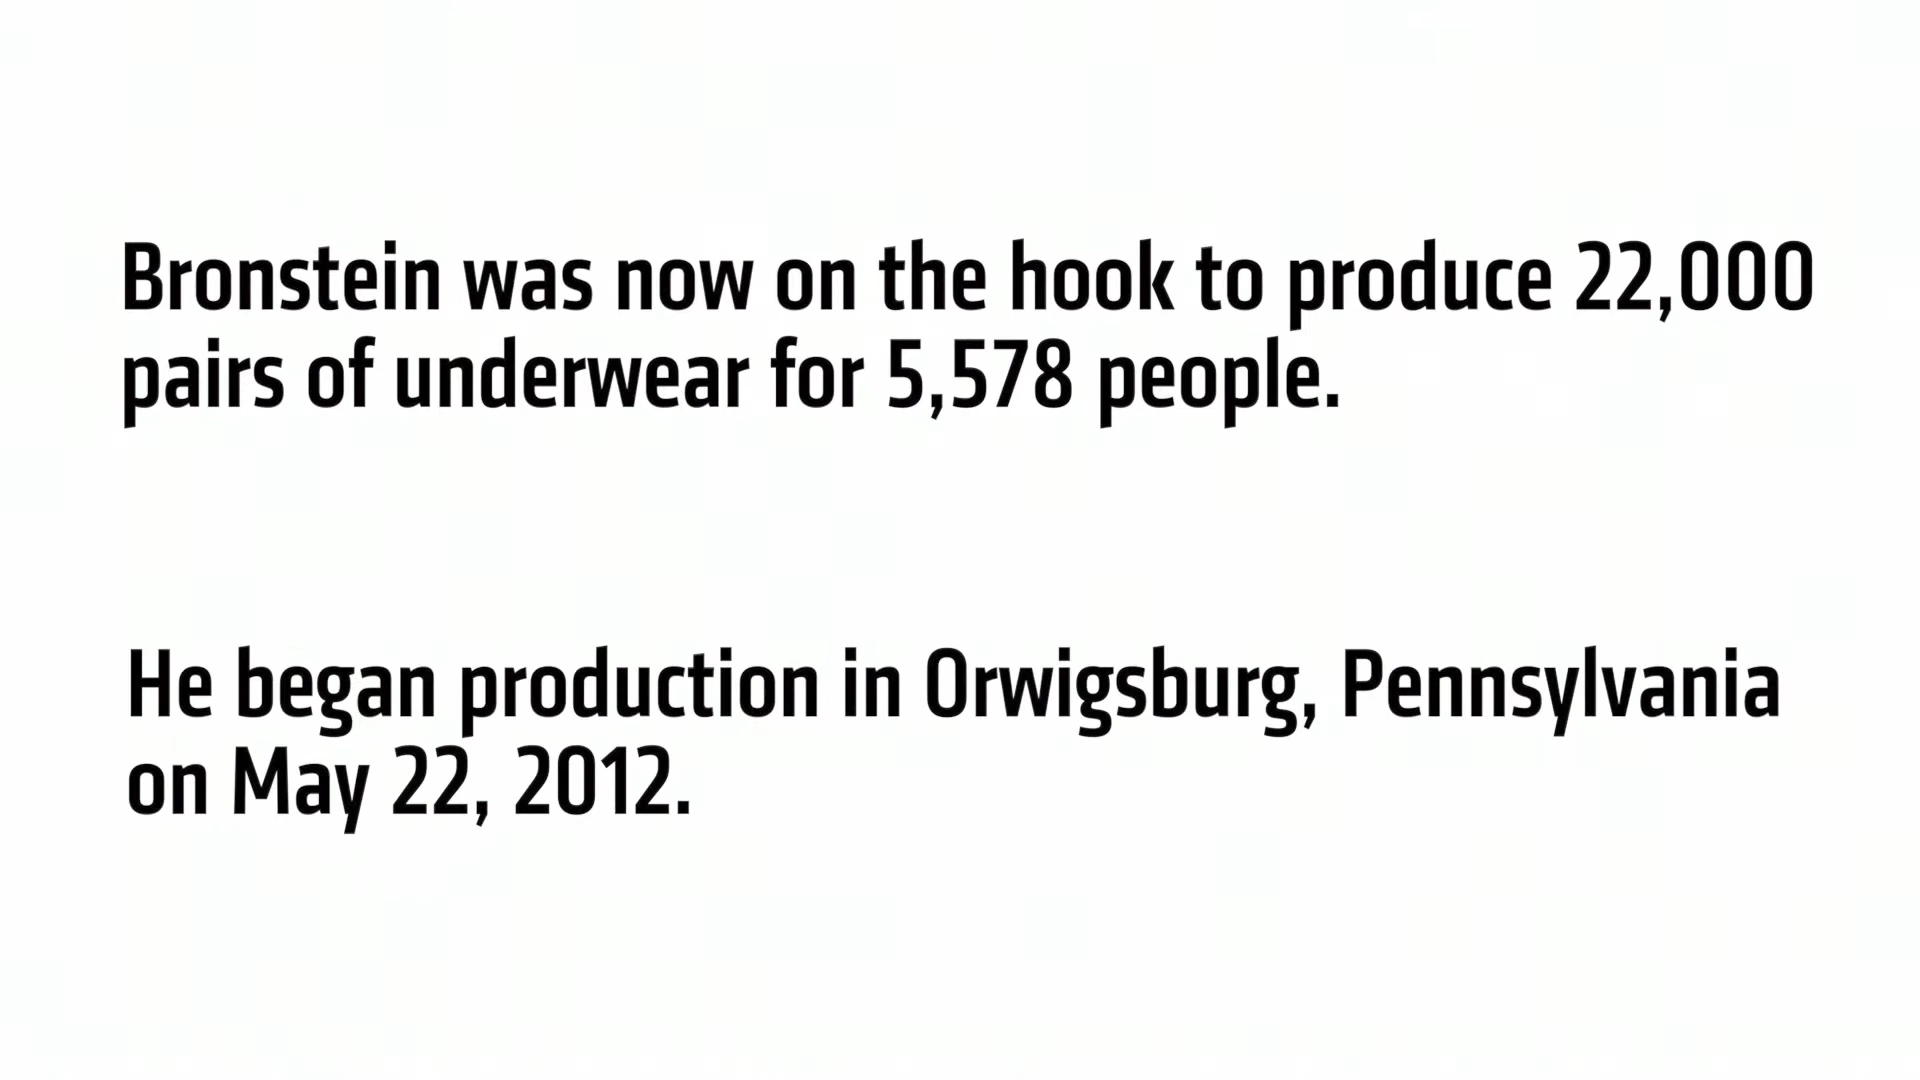 Bronstein was now on the hook to produce 22,000
pairs of underwear for 5,578 people.
He began production in Orwigsburg, Pennsylvania
on May 22, 2012.